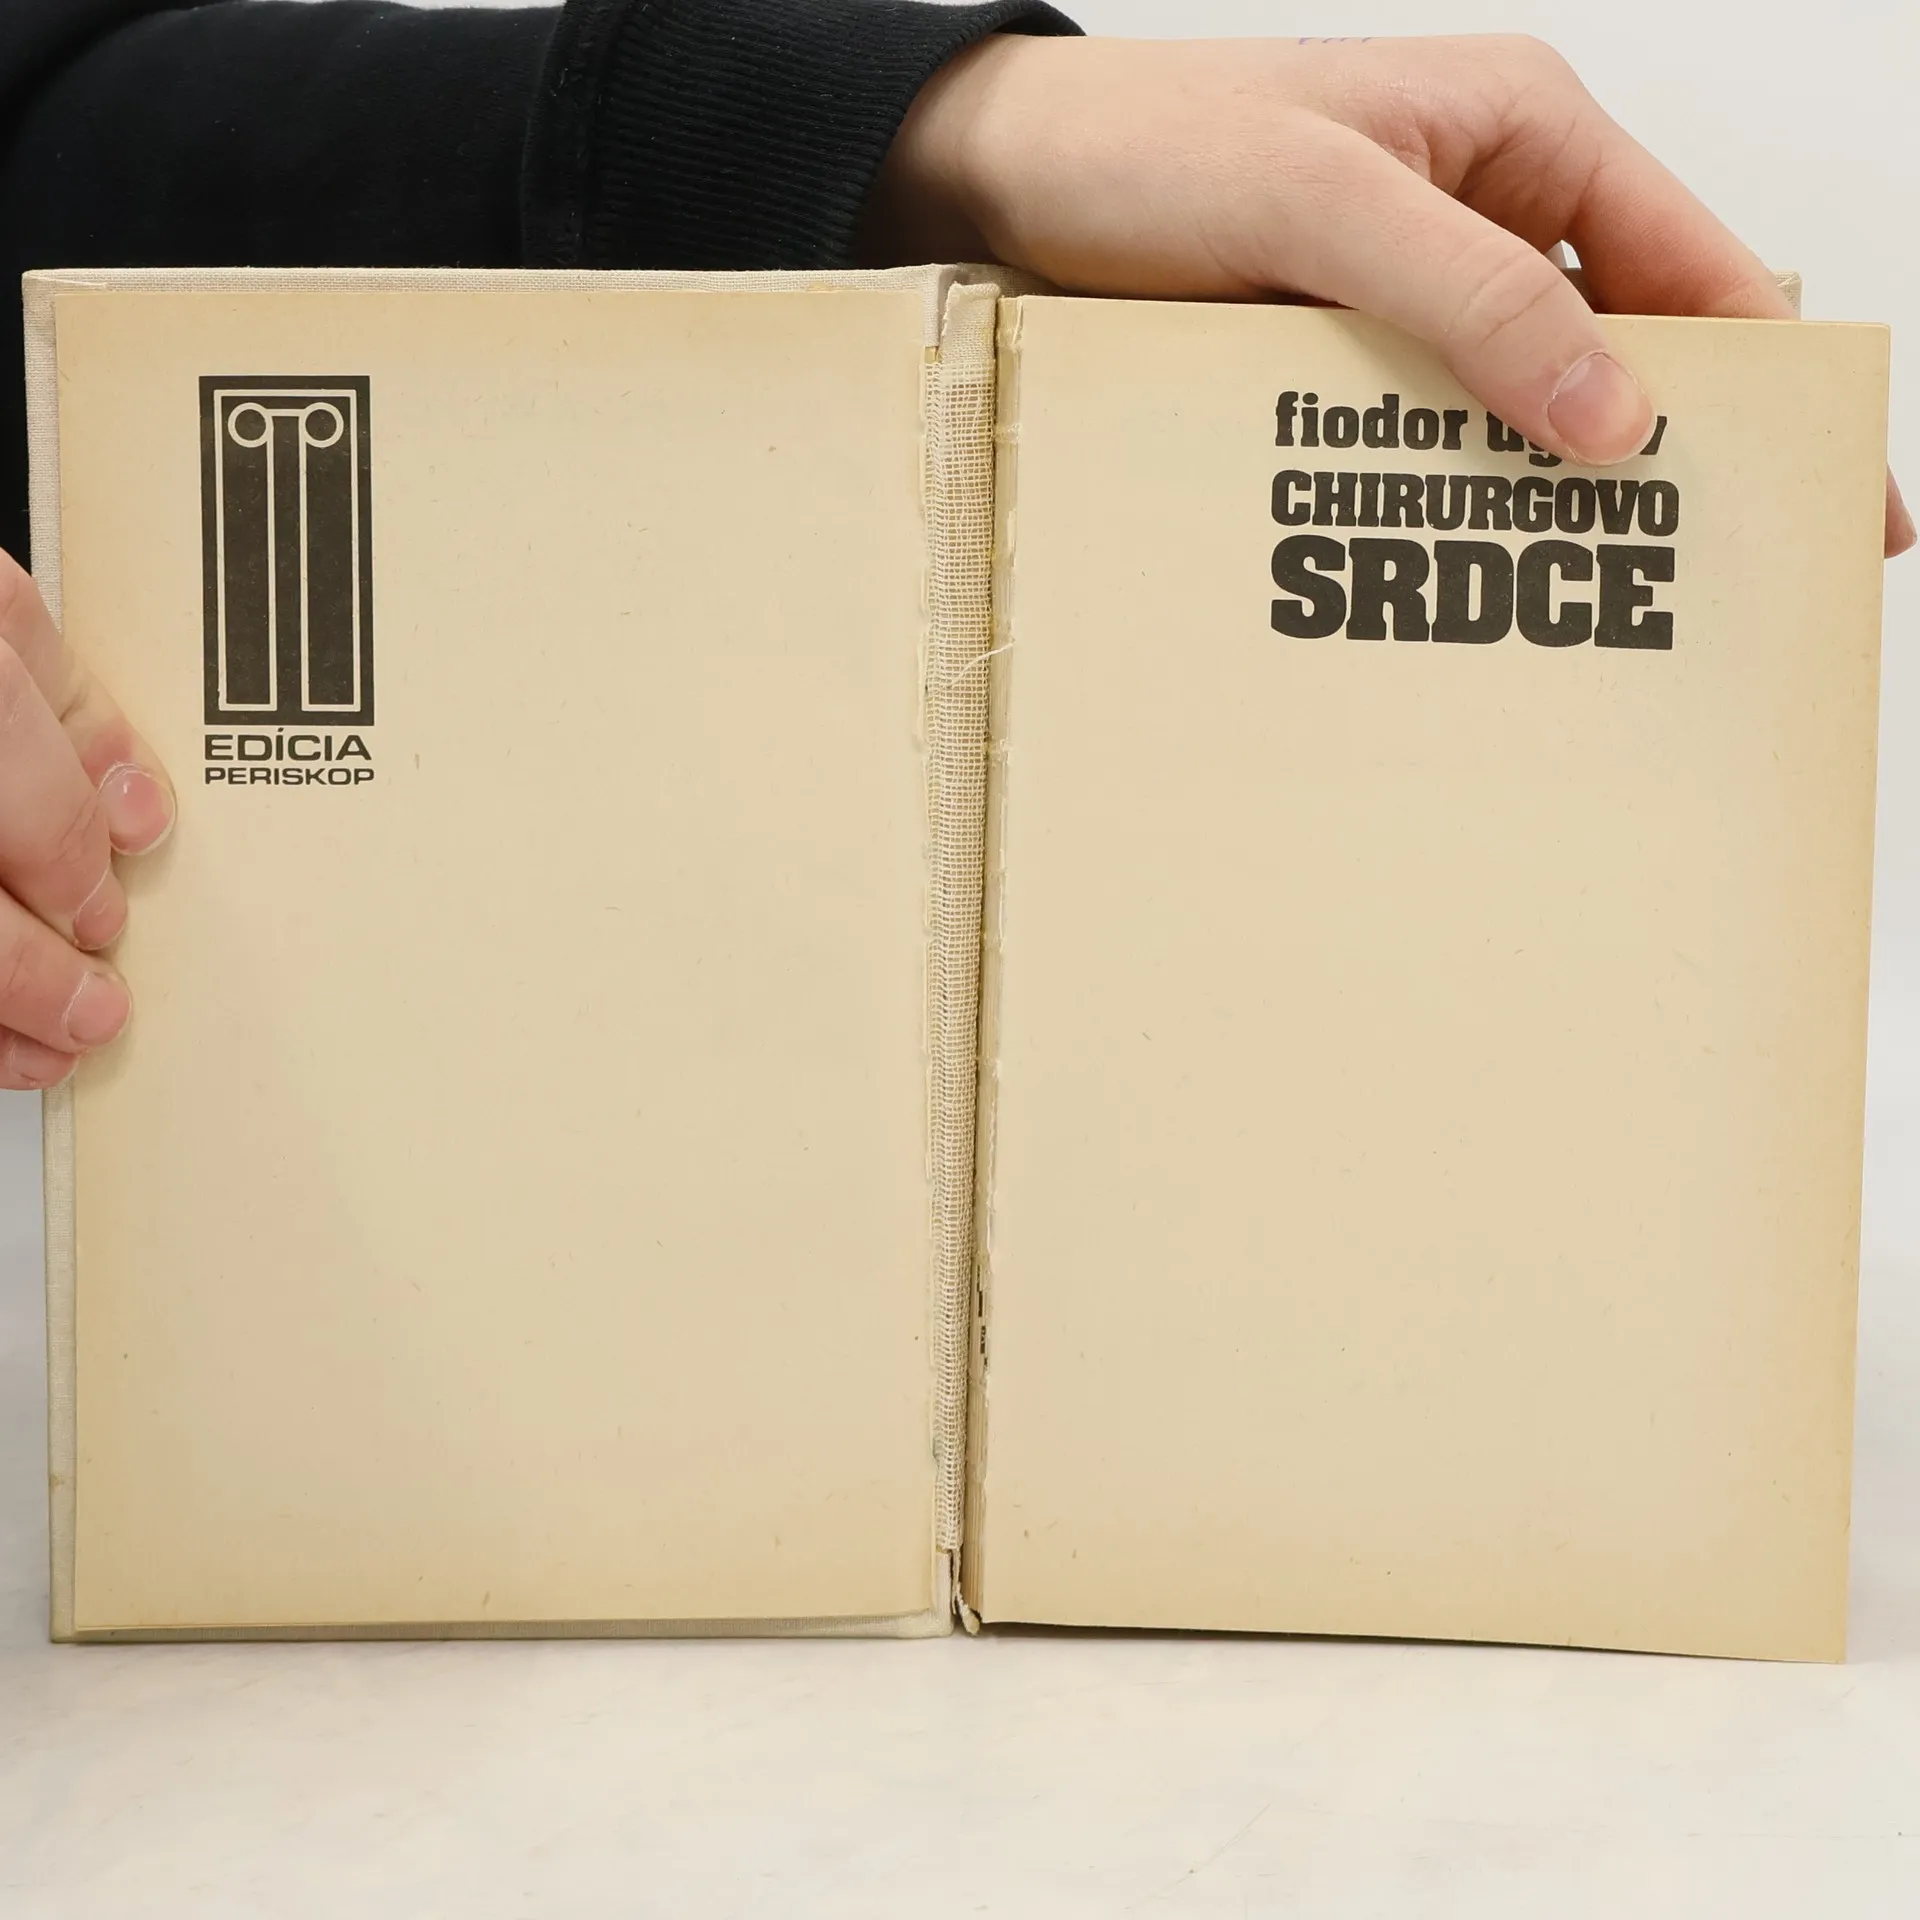 EDÍCIA
PERISKOP
fiodor
CHIRURGOVO
SRDCE